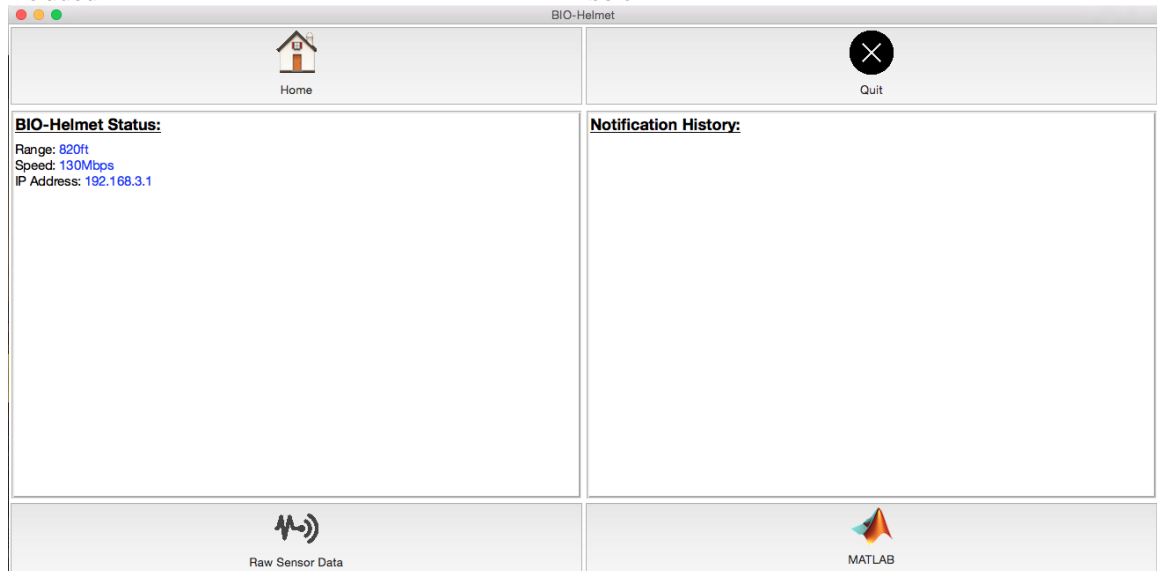 BIO-Helmet
Home
Quit
BIO-Helmet Status:
Range: 820ft
Speed: 130Mbps
IP Address: 192.168.3.1
Notification History:
Raw Sensor Data
MATLAB